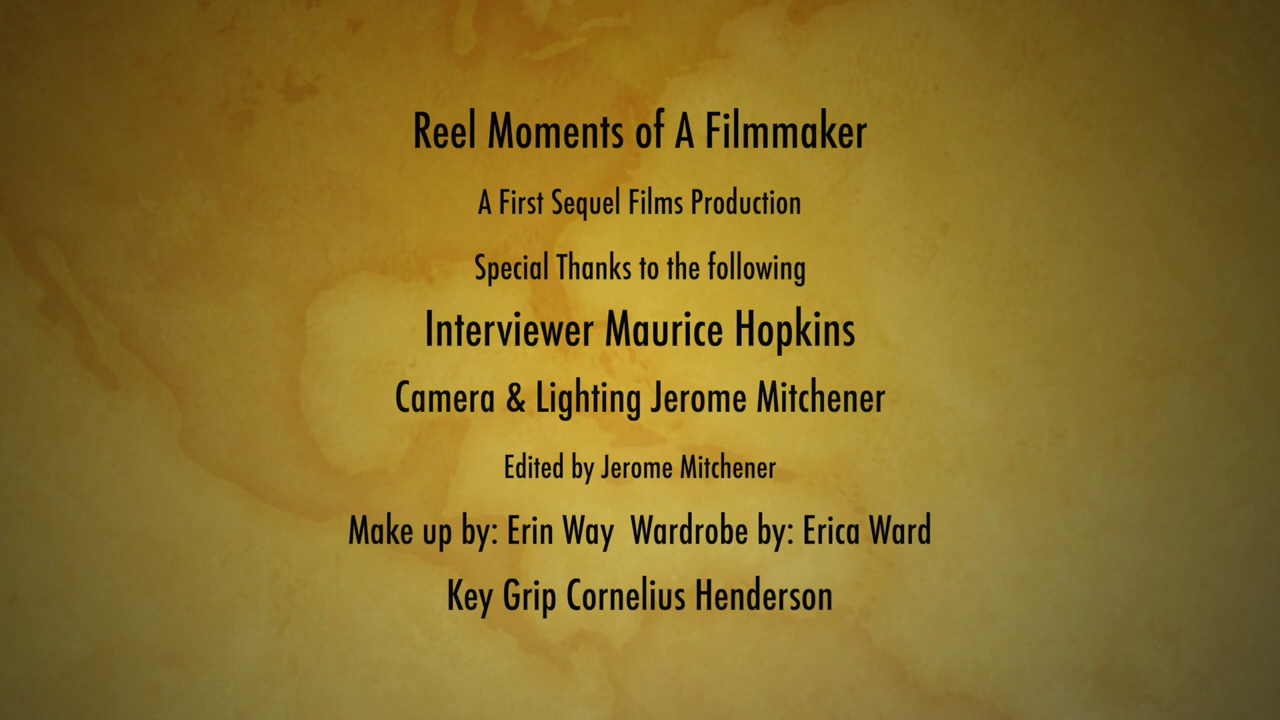 Reel Moments of A Filmmaker
A First Sequel Films Production
Special Thanks to the following
Interviewer Maurice Hopkins
Camera & Lighting Jerome Mitchener
Edited by Jerome Mitchener
Make up by: Erin Way  Wardrobe by: Erica Ward
Key Grip Cornelius Henderson